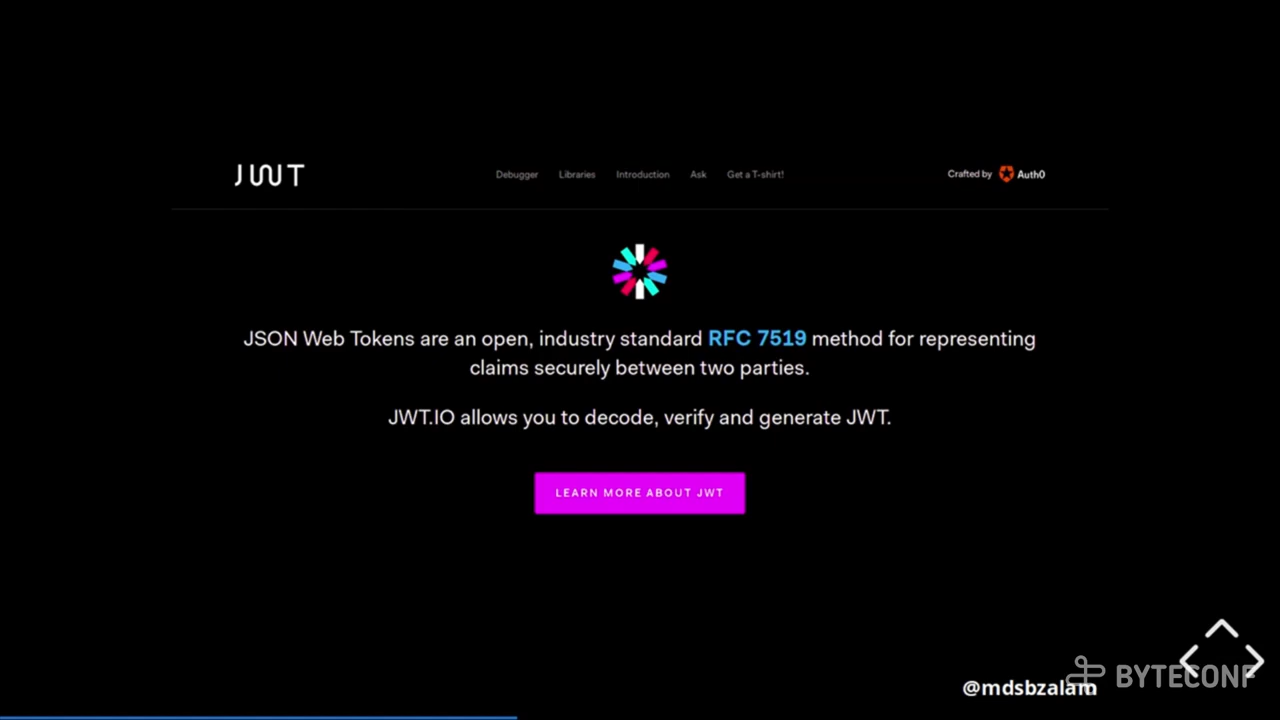 JWT
Debugger Libraries Introduction Ask Get a T-shirt!
Crafted by Auth0
JSON Web Tokens are an open, industry standard RFC 7519 method for representing
claims securely between two parties.
JWT.IO allows you to decode, verify and generate JWT.
LEARN MORE ABOUT JWT
@mdsbzalam
BYTECONF